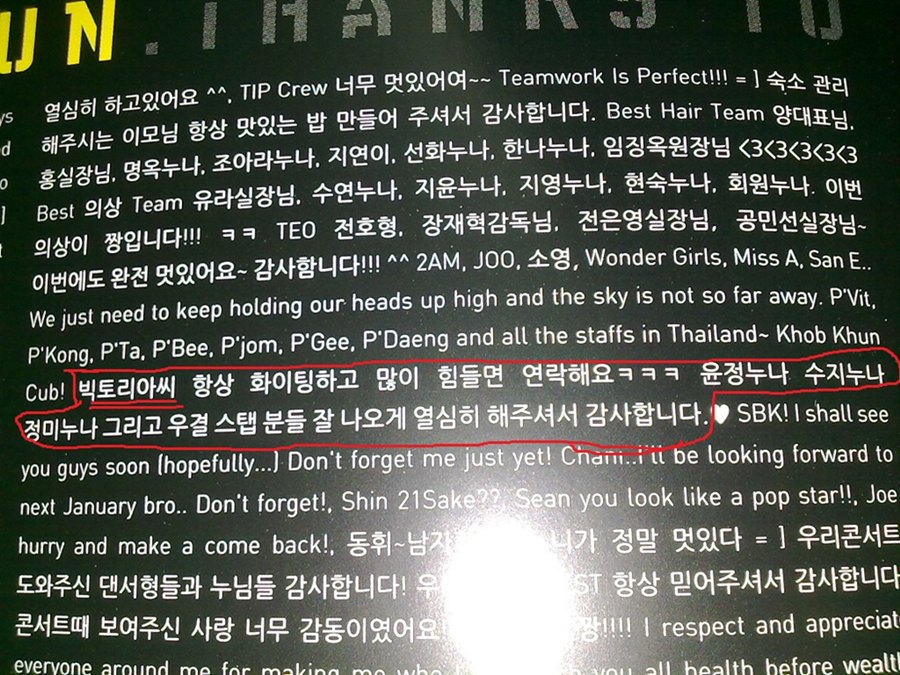 UN.THANKS TO
열심히 하고있어요 ^^, TIP Crew 너무 멋있어여~~ Teamwork Is Perfect!!! = ] 숙소 관리
해주시는 이모님 항상 맛있는 밥 만들어 주셔서 감사합니다. Best Hair Team 양대표님,
홍실장님, 명옥누나, 조아라누나, 지연이, 선화누나, 한나누나, 임징옥원장님 <3<3<3<3<3
Best 의상 Team 유라실장님, 수연누나, 지윤누나, 지영누나, 현숙누나, 회원누나. 이번
의상이 짱입니다!!! ㅋㅋ TEO 전호형, 장재혁감독님, 전은영실장님, 공민선실장님~
이번에도 완전 멋있어요~ 감사함니다!!! ^^ 2AM, JOO, 소영, Wonder Girls, Miss A, San E..
We just need to keep holding our heads up high and the sky is not so far away. P'Vit,
P'Kong, P'Ta, P'Bee, P'jom, P'Gee, P'Daeng and all the staffs in Thailand~ Khob Khun
Cub! 빅토리아씨 항상 화이팅하고 많이 힘들면 연락해요ㅋㅋㅋ 윤정누나 수지누나
정미누나 그리고 우결 스탭 분들 잘 나오게 열심히 해주셔서 감사합니다.♥ SBK! I shall see
you guys soon (hopefully...) Don't forget me just yet! Chani..i'll be looking forward to
next January bro.. Don't forget!, Shin 21Sake??, Sean you look like a pop star!!, Joe
hurry and make a come back!, 동휘~남자 니가 정말 멋있다 = ] 우리콘서트
도와주신 댄서형들과 누님들 감사합니다! 우 ST 항상 믿어주셔서 감사합니다
콘서트때 보여주신 사랑 너무 감동이였어요! 짱!!!! I respect and appreciate
everyone around me for making me who you all health before wealth